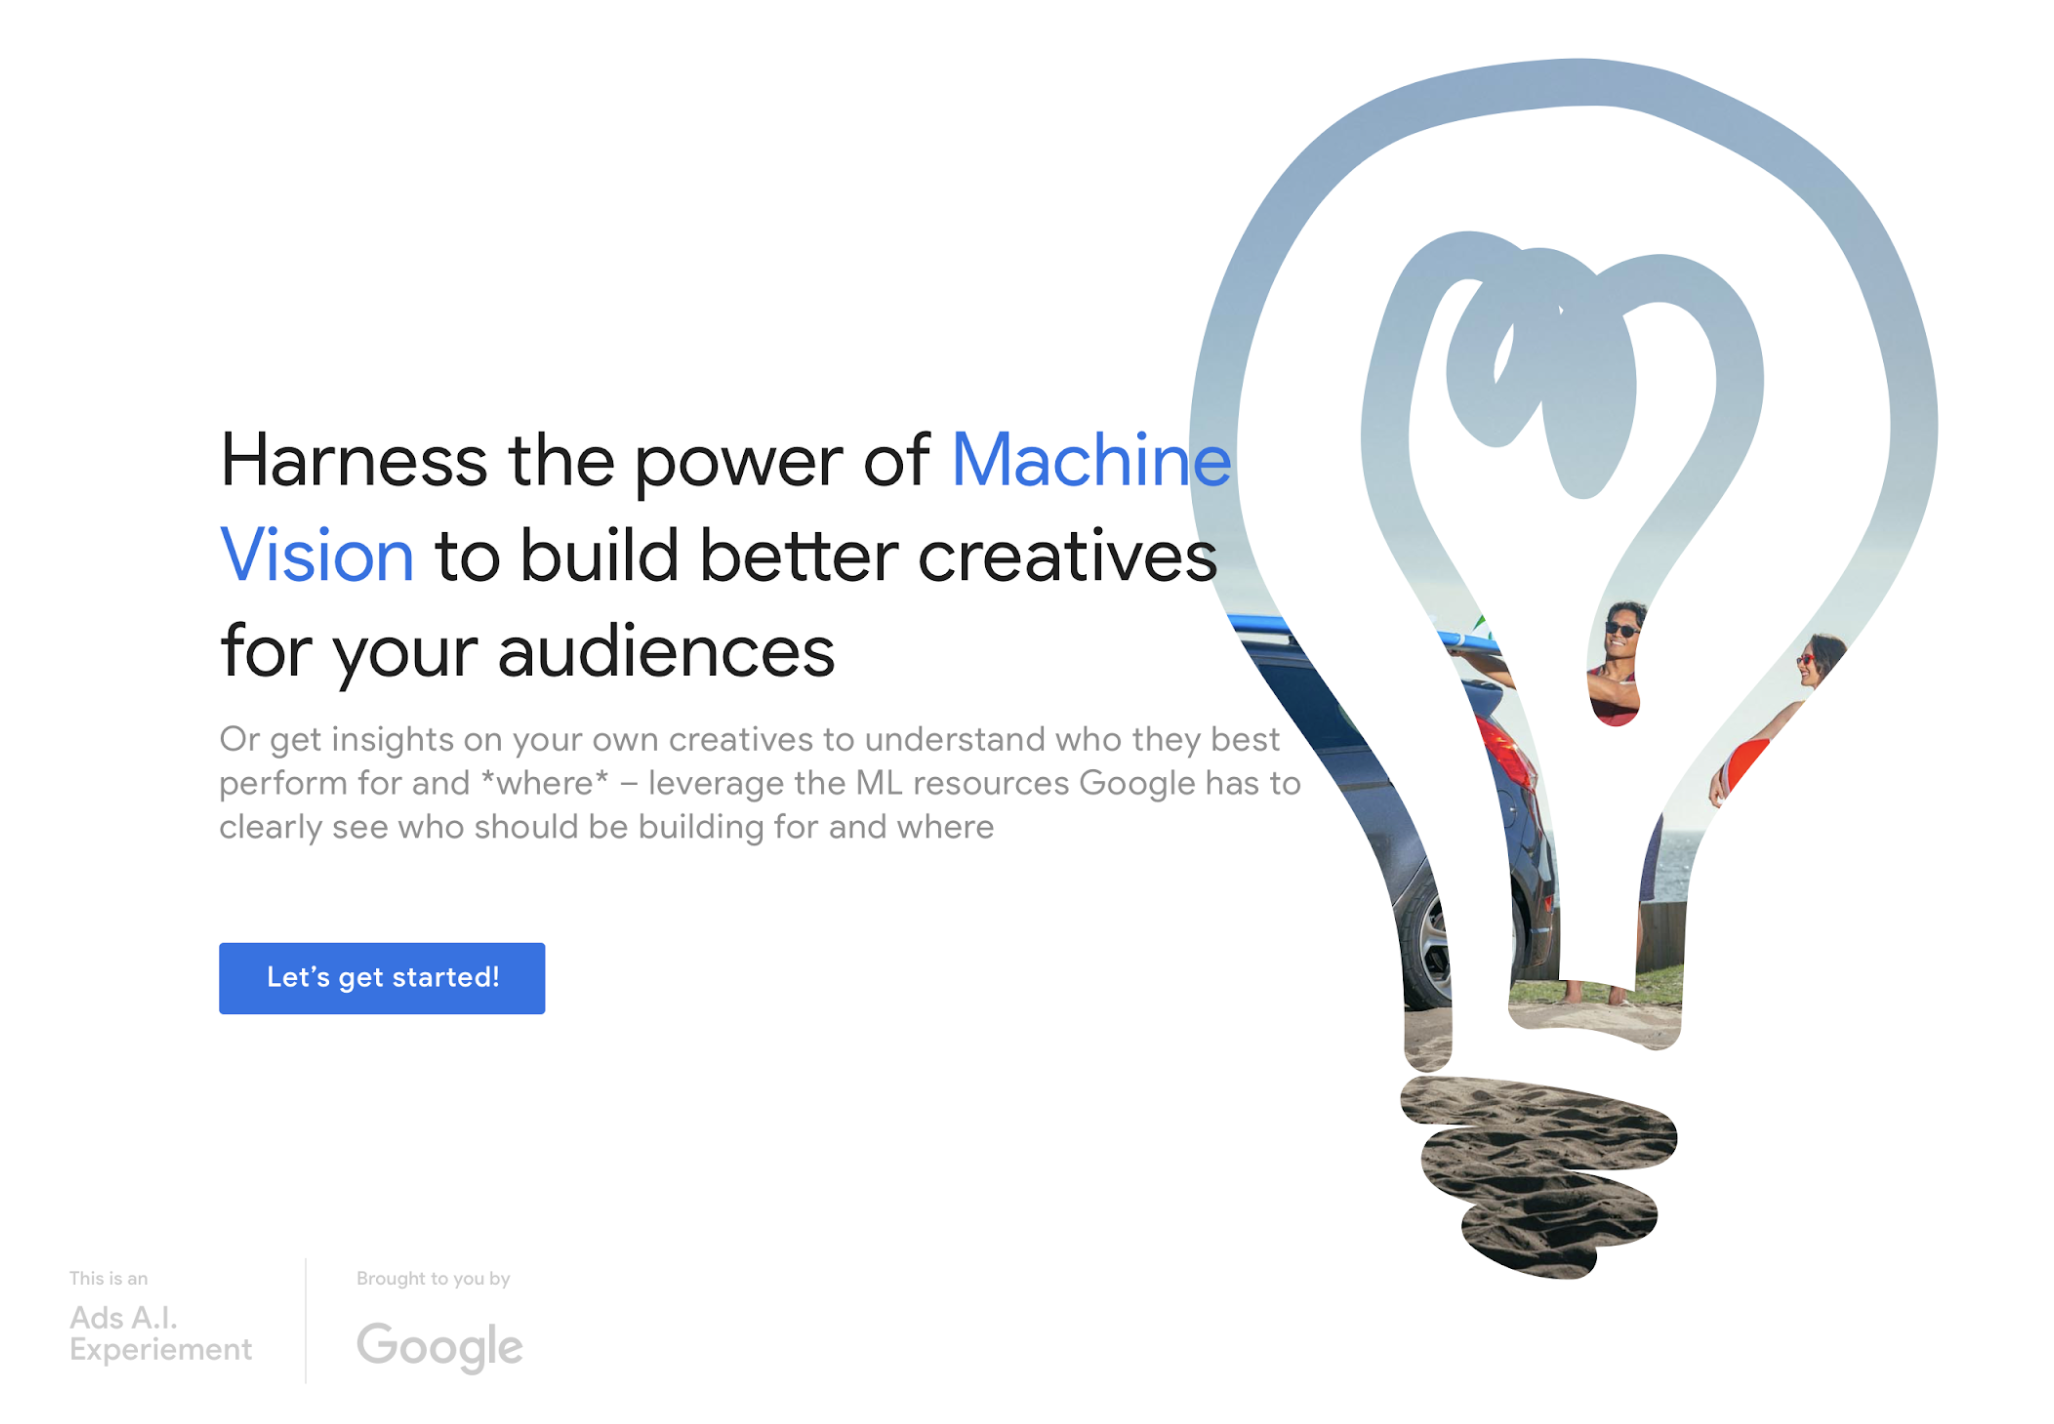 Harness the power of Machine
Vision to build better creatives
for your audiences
Or get insights on your own creatives to understand who they best
perform for and *where* – leverage the ML resources Google has to
clearly see who should be building for and where
Let’s get started!
This is an
Ads A.I.
Experiement
Brought to you by
Google